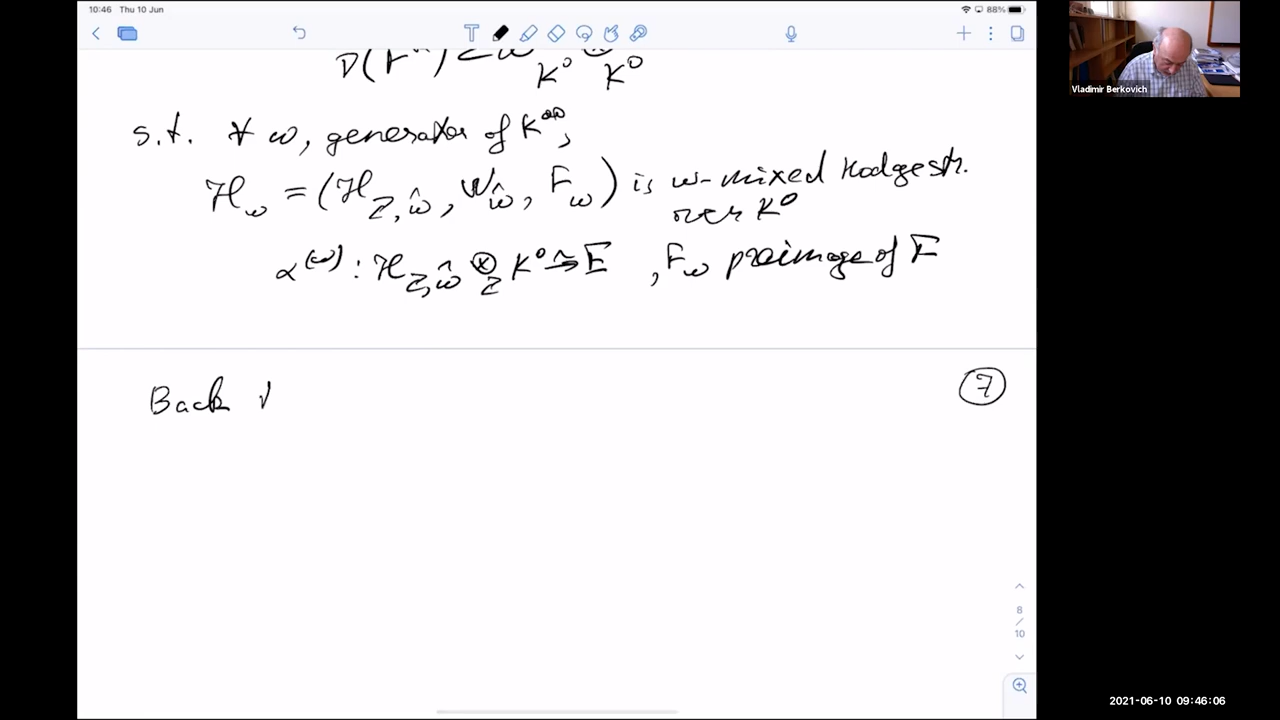 10:46 Thu 10 Jun
88%
K° K°
s.t. ∀ ω, generator of K°°,
ℋ_ω = (ℋ_{ℤ,ω̂}, W_ω̂, F_ω) is ω-mixed Hodge str.
over K°
α^{(ω)} : ℋ_{ℤ,ω̂} ⊗_ℤ K° ≃→ E , F_ω preimage of F
Back
7
8
/
10
Vladimir Berkovich
2021-06-10 09:46:06